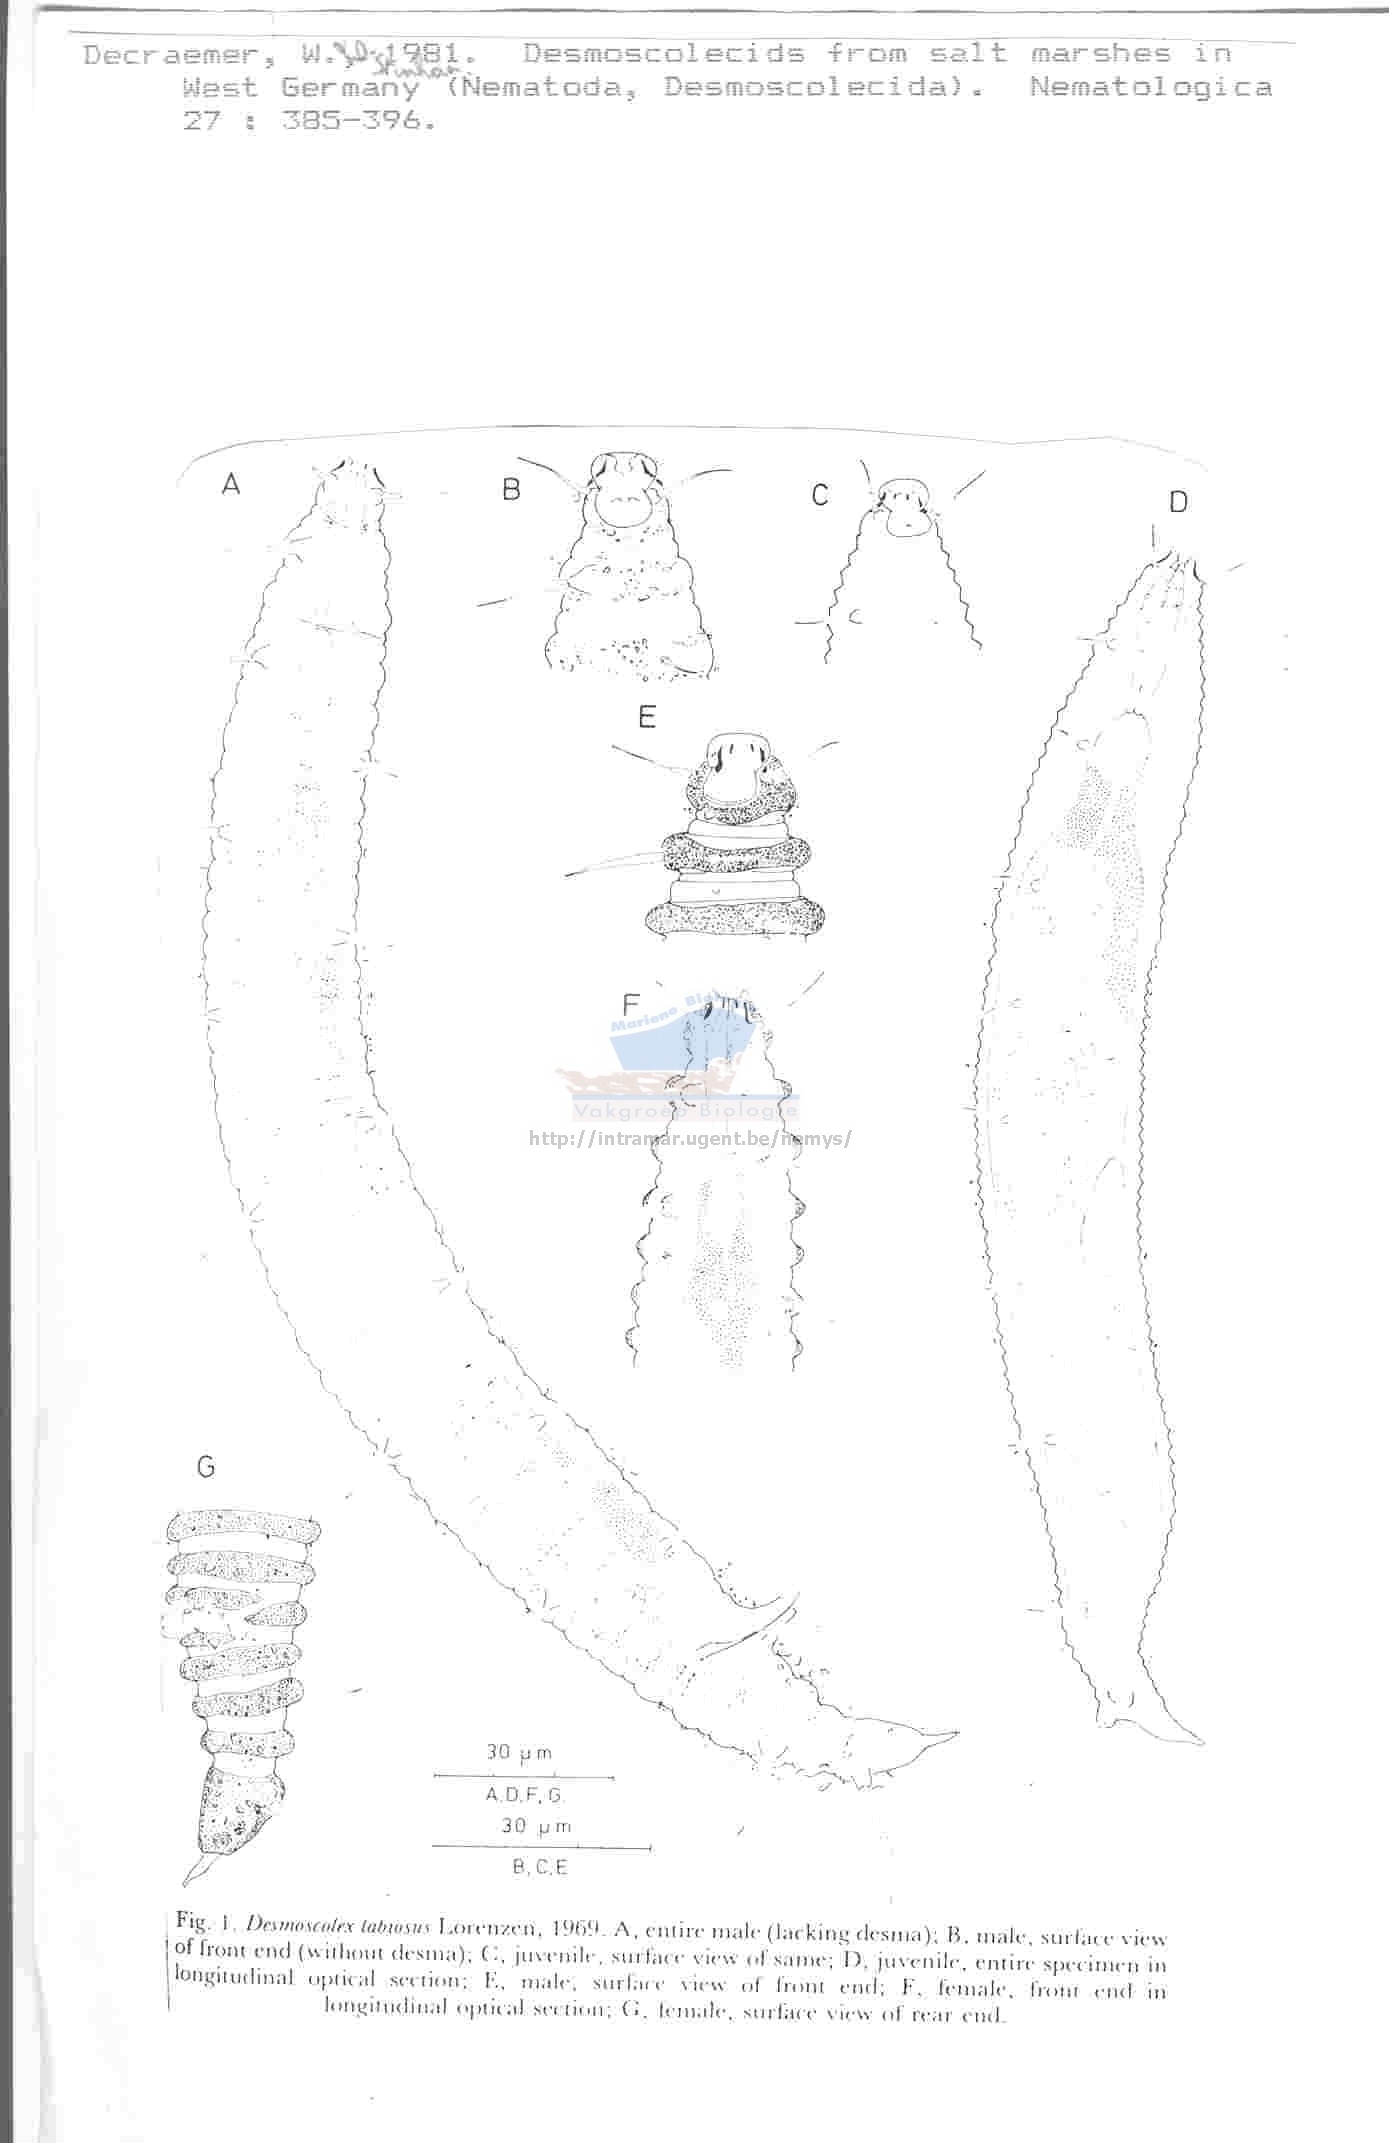 Decraemer, W. 1981. Desmoscolecids from salt marshes in
West Germany (Nematoda, Desmoscolecida). Nematologica
27 : 385-396.
A
B
C
D
E
F
Mariene
Vakgroep Biologie
http://intramar.ugent.be/nemys/
G
30 µm
A,D,F,G.
30 µm
B,C,E
Fig. 1. Desmoscolex labiosus Lorenzen, 1969. A, entire male (lacking desma); B, male, surface view
of front end (without desma); C, juvenile, surface view of same; D, juvenile, entire specimen in
longitudinal optical section; E, male, surface view of front end; F, female, front end in
longitudinal optical section; G, female, surface view of rear end.